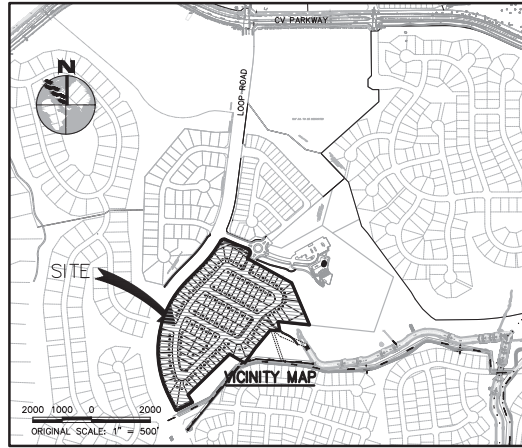 CV PARKWAY
N
LOOP ROAD
SITE
VICINITY MAP
2000 1000 0 2000
ORIGINAL SCALE: 1" = 500'